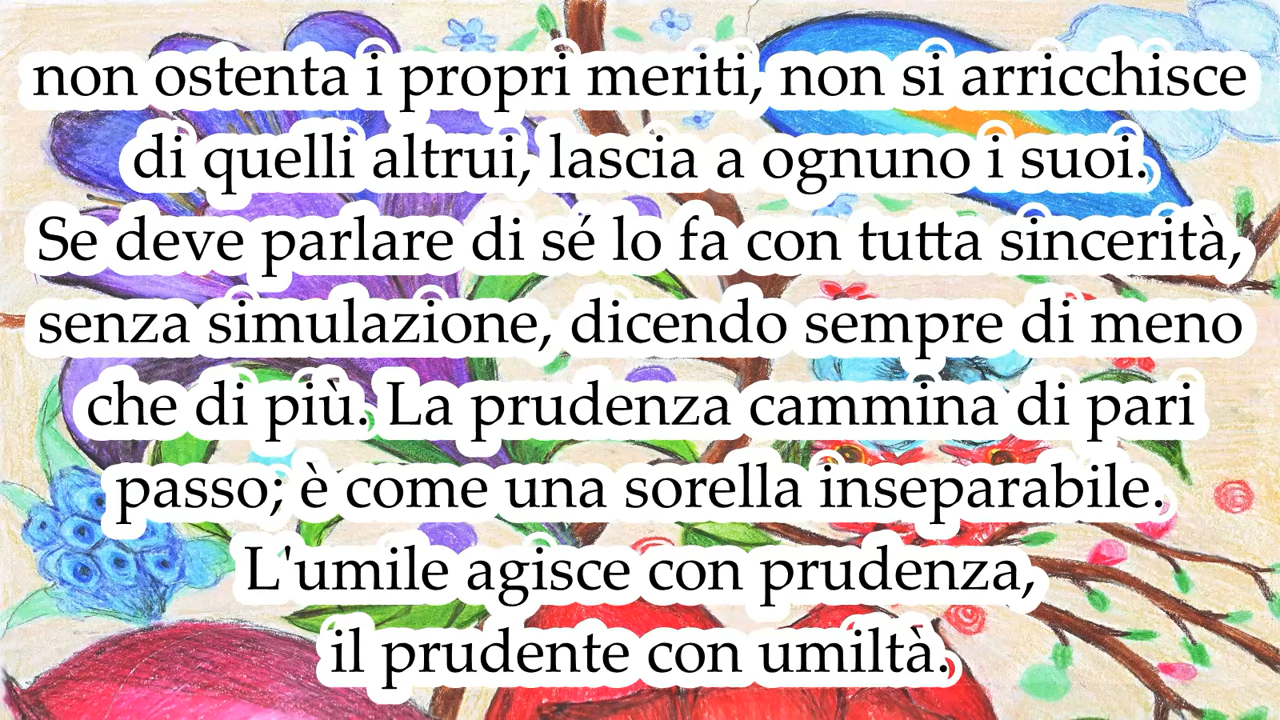 non ostenta i propri meriti, non si arricchisce
di quelli altrui, lascia a ognuno i suoi.
Se deve parlare di sé lo fa con tutta sincerità,
senza simulazione, dicendo sempre di meno
che di più. La prudenza cammina di pari
passo; è come una sorella inseparabile.
L'umile agisce con prudenza,
il prudente con umiltà.